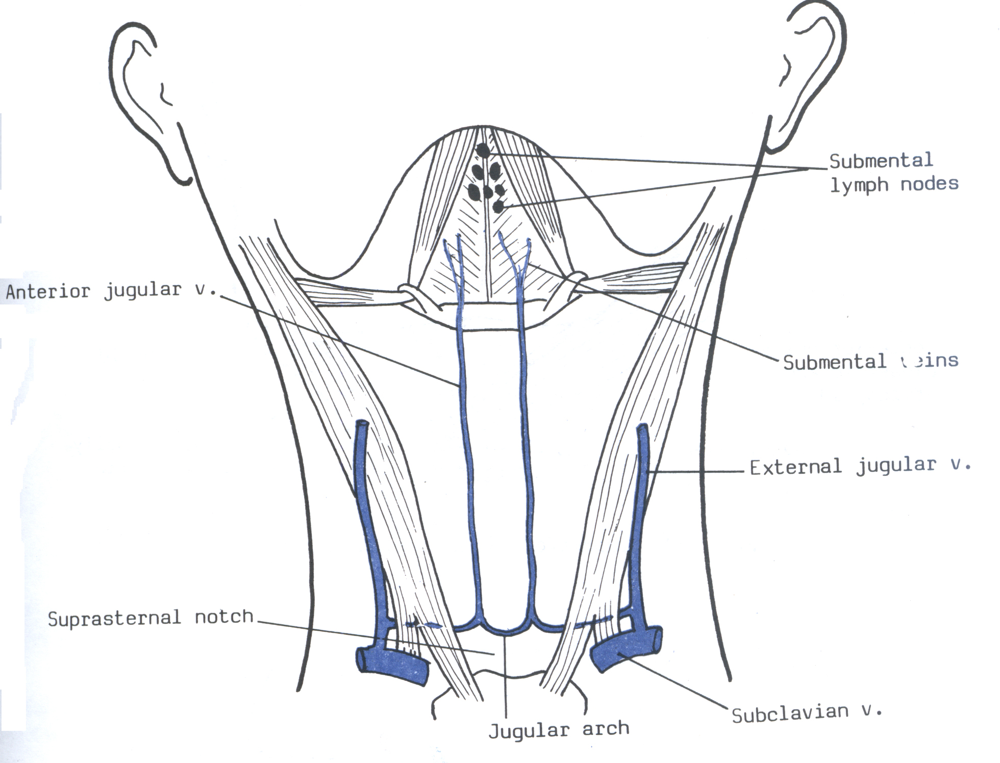 Submental
lymph nodes
Anterior jugular v.
Submental
External jugular v.
Suprasternal notch
Subclavian v.
Jugular arch